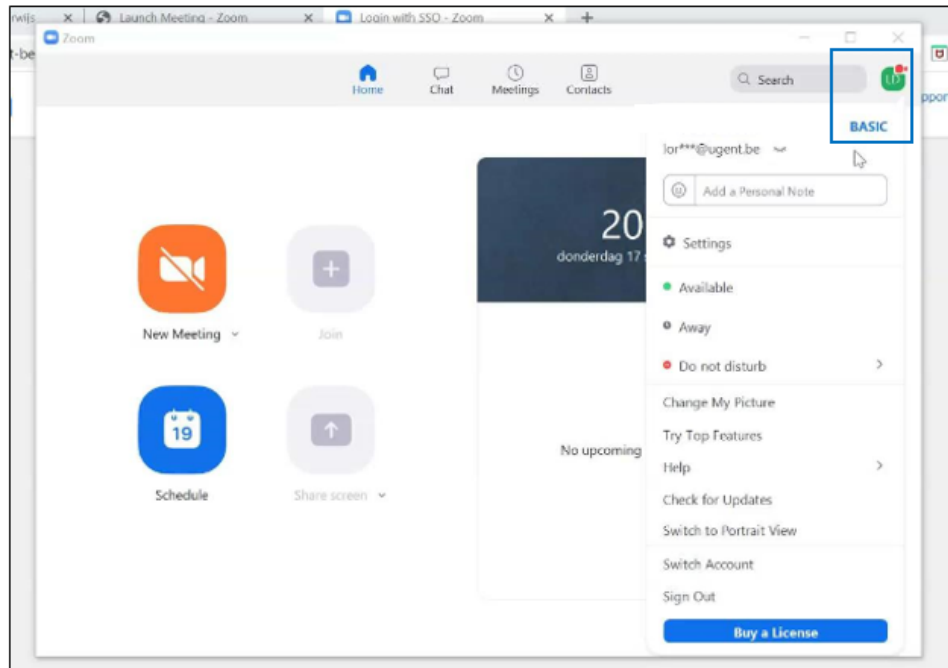 rwijs
Launch Meeting - Zoom
Login with SSO - Zoom
t-be
Zoom
Home
Chat
Meetings
Contacts
Search
LD
ppor
BASIC
lor***@ugent.be
Add a Personal Note
20
donderdag 17
Settings
Available
Away
New Meeting
Join
Do not disturb
Change My Picture
19
Try Top Features
No upcoming
Help
Schedule
Share screen
Check for Updates
Switch to Portrait View
Switch Account
Sign Out
Buy a License